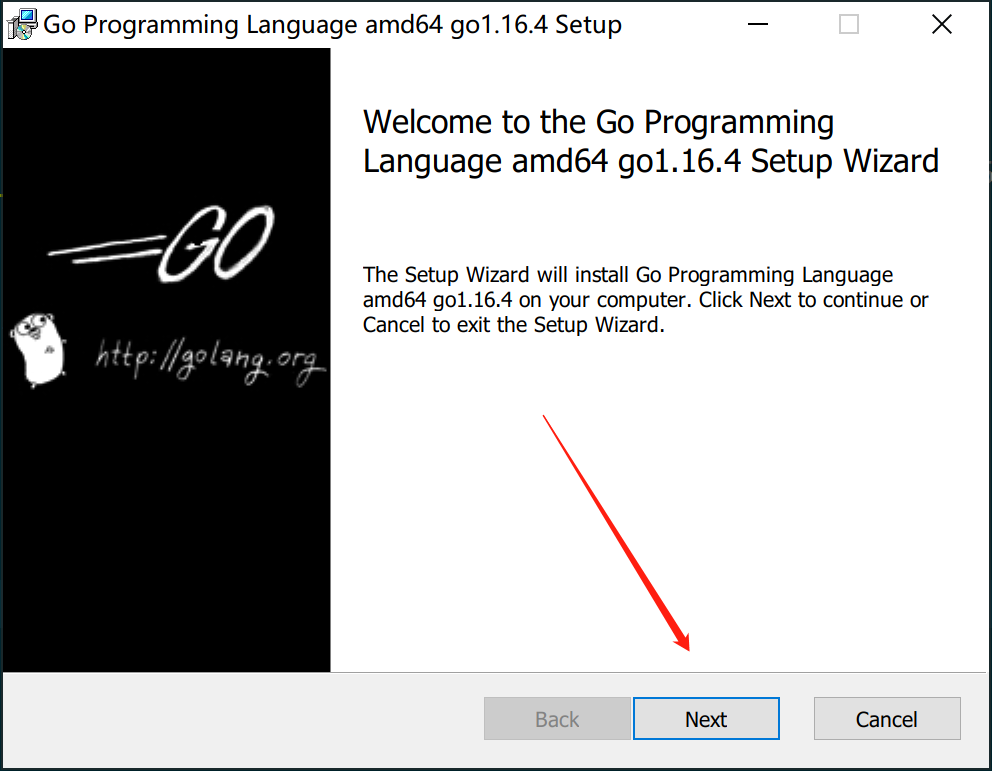 Go Programming Language amd64 go1.16.4 Setup
Welcome to the Go Programming
Language amd64 go1.16.4 Setup Wizard
GO
http://golang.org
The Setup Wizard will install Go Programming Language
amd64 go1.16.4 on your computer. Click Next to continue or
Cancel to exit the Setup Wizard.
Back
Next
Cancel